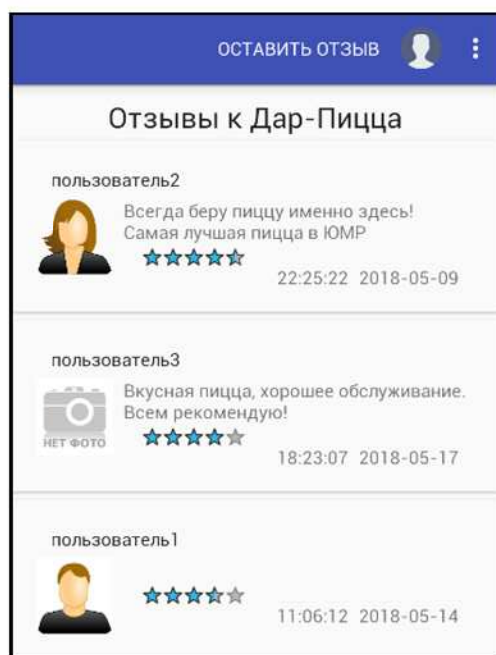 ОСТАВИТЬ ОТЗЫВ
Отзывы к Дар-Пицца
пользователь2
Всегда беру пиццу именно здесь!
Самая лучшая пицца в ЮМР
22:25:22 2018-05-09
пользователь3
Вкусная пицца, хорошее обслуживание.
Всем рекомендую!
НЕТ ФОТО
18:23:07 2018-05-17
пользователь1
11:06:12 2018-05-14